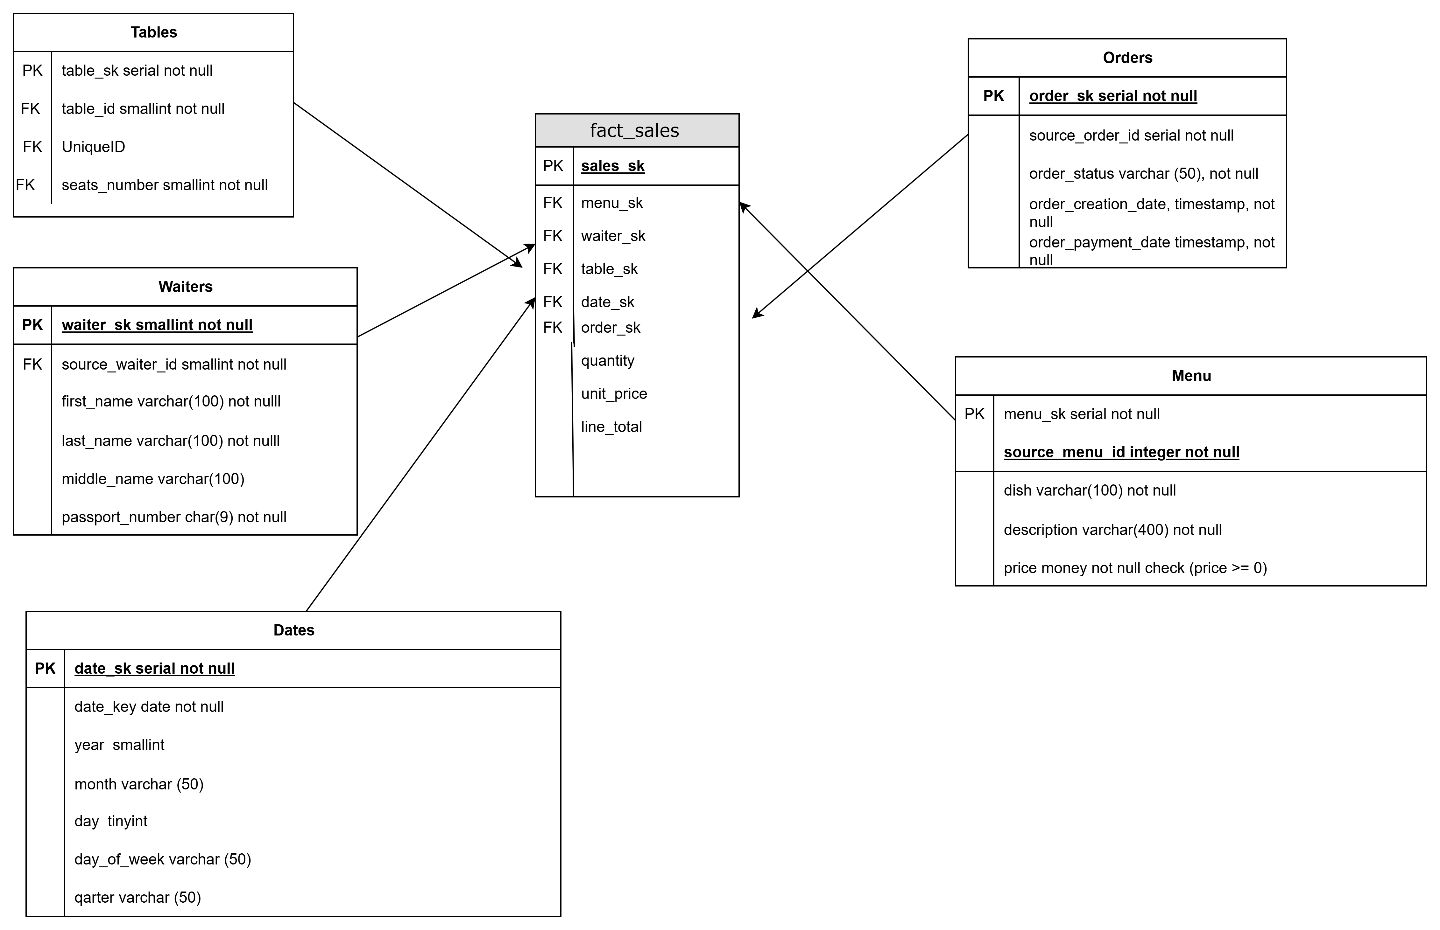 Tables
PK table_sk serial not null
FK table_id smallint not null
FK UniqueID
FK seats_number smallint not null
Waiters
PK waiter_sk smallint not null
FK source_waiter_id smallint not null
first_name varchar(100) not nulll
last_name varchar(100) not nulll
middle_name varchar(100)
passport_number char(9) not null
Dates
PK date_sk serial not null
date_key date not null
year  smallint
month varchar (50)
day  tinyint
day_of_week varchar (50)
qarter varchar (50)
fact_sales
PK sales_sk
FK menu_sk
FK waiter_sk
FK table_sk
FK date_sk
FK order_sk
quantity
unit_price
line_total
Orders
PK order_sk serial not null
source_order_id serial not null
order_status varchar (50), not null
order_creation_date, timestamp, not
null
order_payment_date timestamp, not
null
Menu
PK menu_sk serial not null
source_menu_id integer not null
dish varchar(100) not null
description varchar(400) not null
price money not null check (price >= 0)